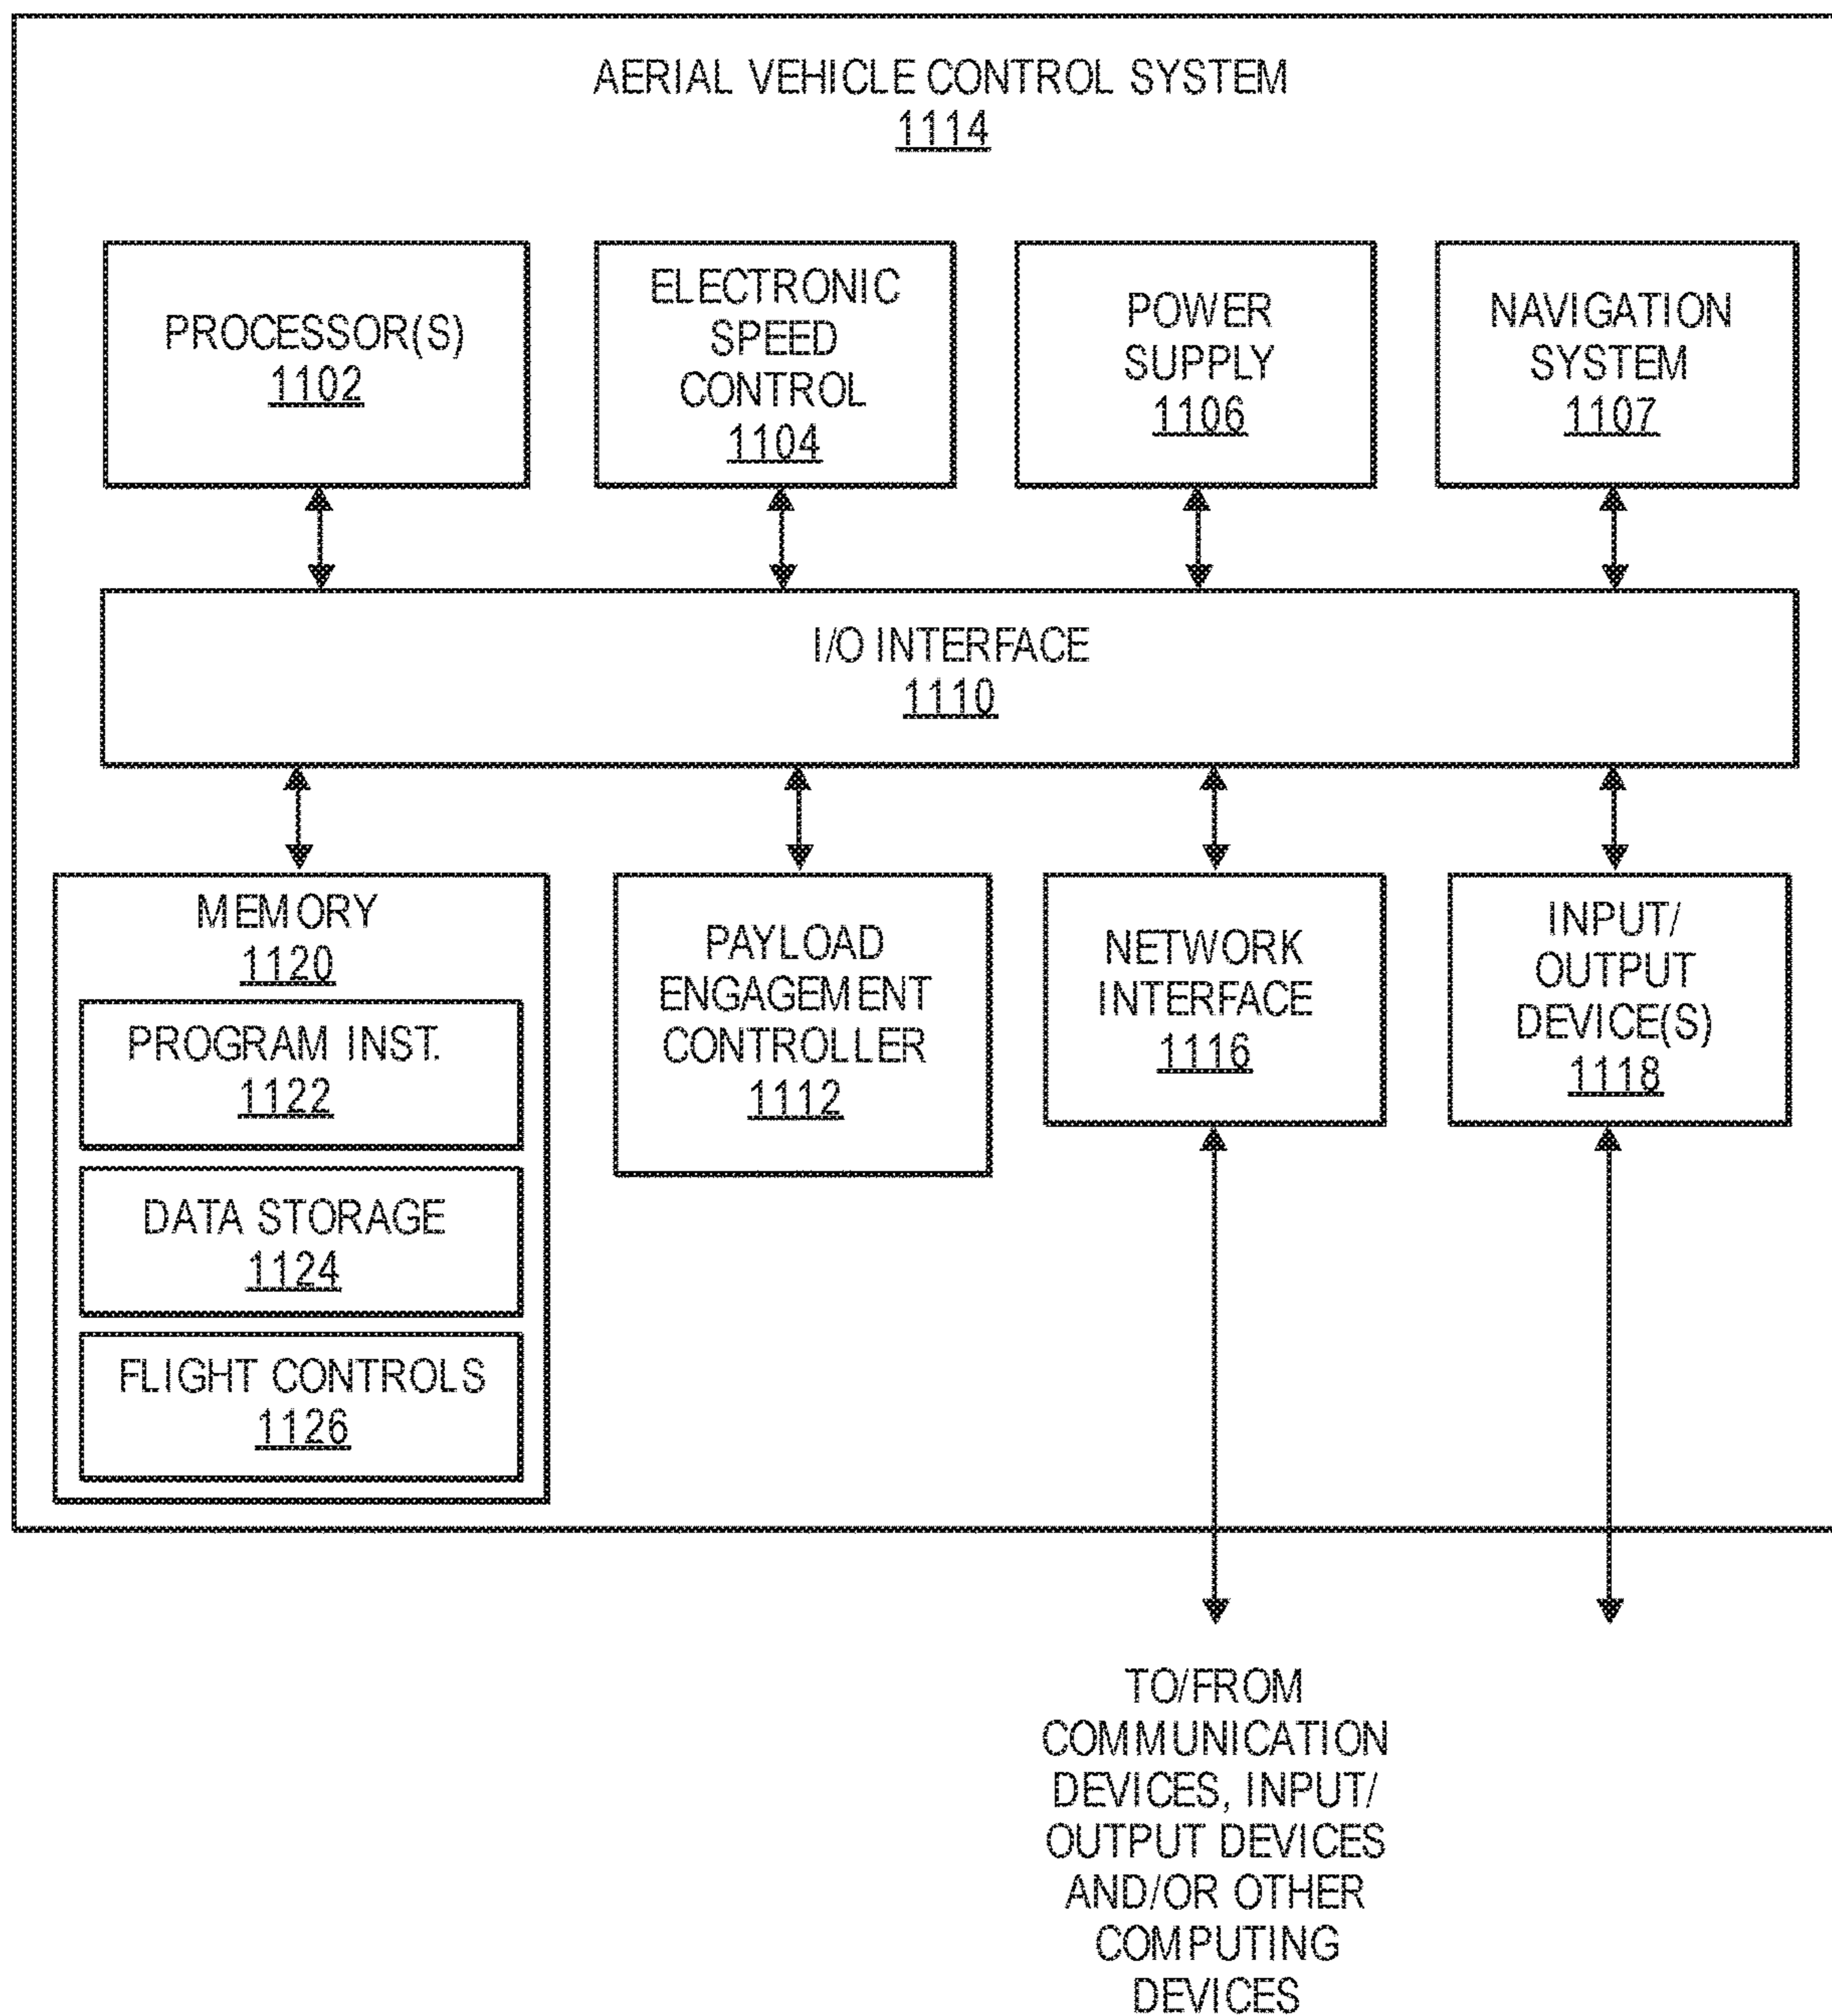 AERIAL VEHICLE CONTROL SYSTEM
1114
PROCESSOR(S)
1102
ELECTRONIC
SPEED
CONTROL
1104
POWER
SUPPLY
1106
NAVIGATION
SYSTEM
1107
I/O INTERFACE
1110
MEMORY
1120
PROGRAM INST.
1122
DATA STORAGE
1124
FLIGHT CONTROLS
1126
PAYLOAD
ENGAGEMENT
CONTROLLER
1112
NETWORK
INTERFACE
1116
INPUT/
OUTPUT
DEVICE(S)
1118
TO/FROM
COMMUNICATION
DEVICES, INPUT/
OUTPUT DEVICES
AND/OR OTHER
COMPUTING
DEVICES